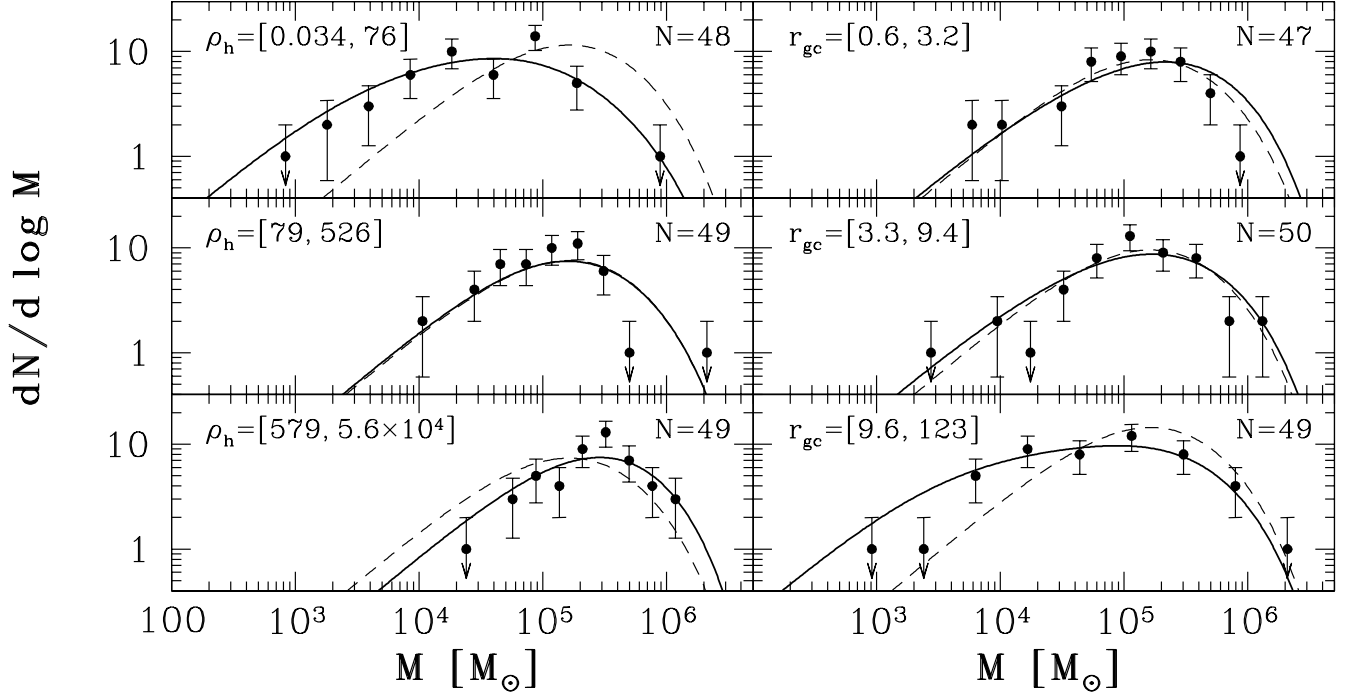 10 ρh=[0.034, 76] N=48 rgc=[0.6, 3.2] N=47
1
10 ρh=[79, 526] N=49 rgc=[3.3, 9.4] N=50
1
10 ρh=[579, 5.6×10⁴] N=49 rgc=[9.6, 123] N=49
1
dN/d log M
100 10³ 10⁴ 10⁵ 10⁶ 10³ 10⁴ 10⁵ 10⁶
M [M⊙] M [M⊙]